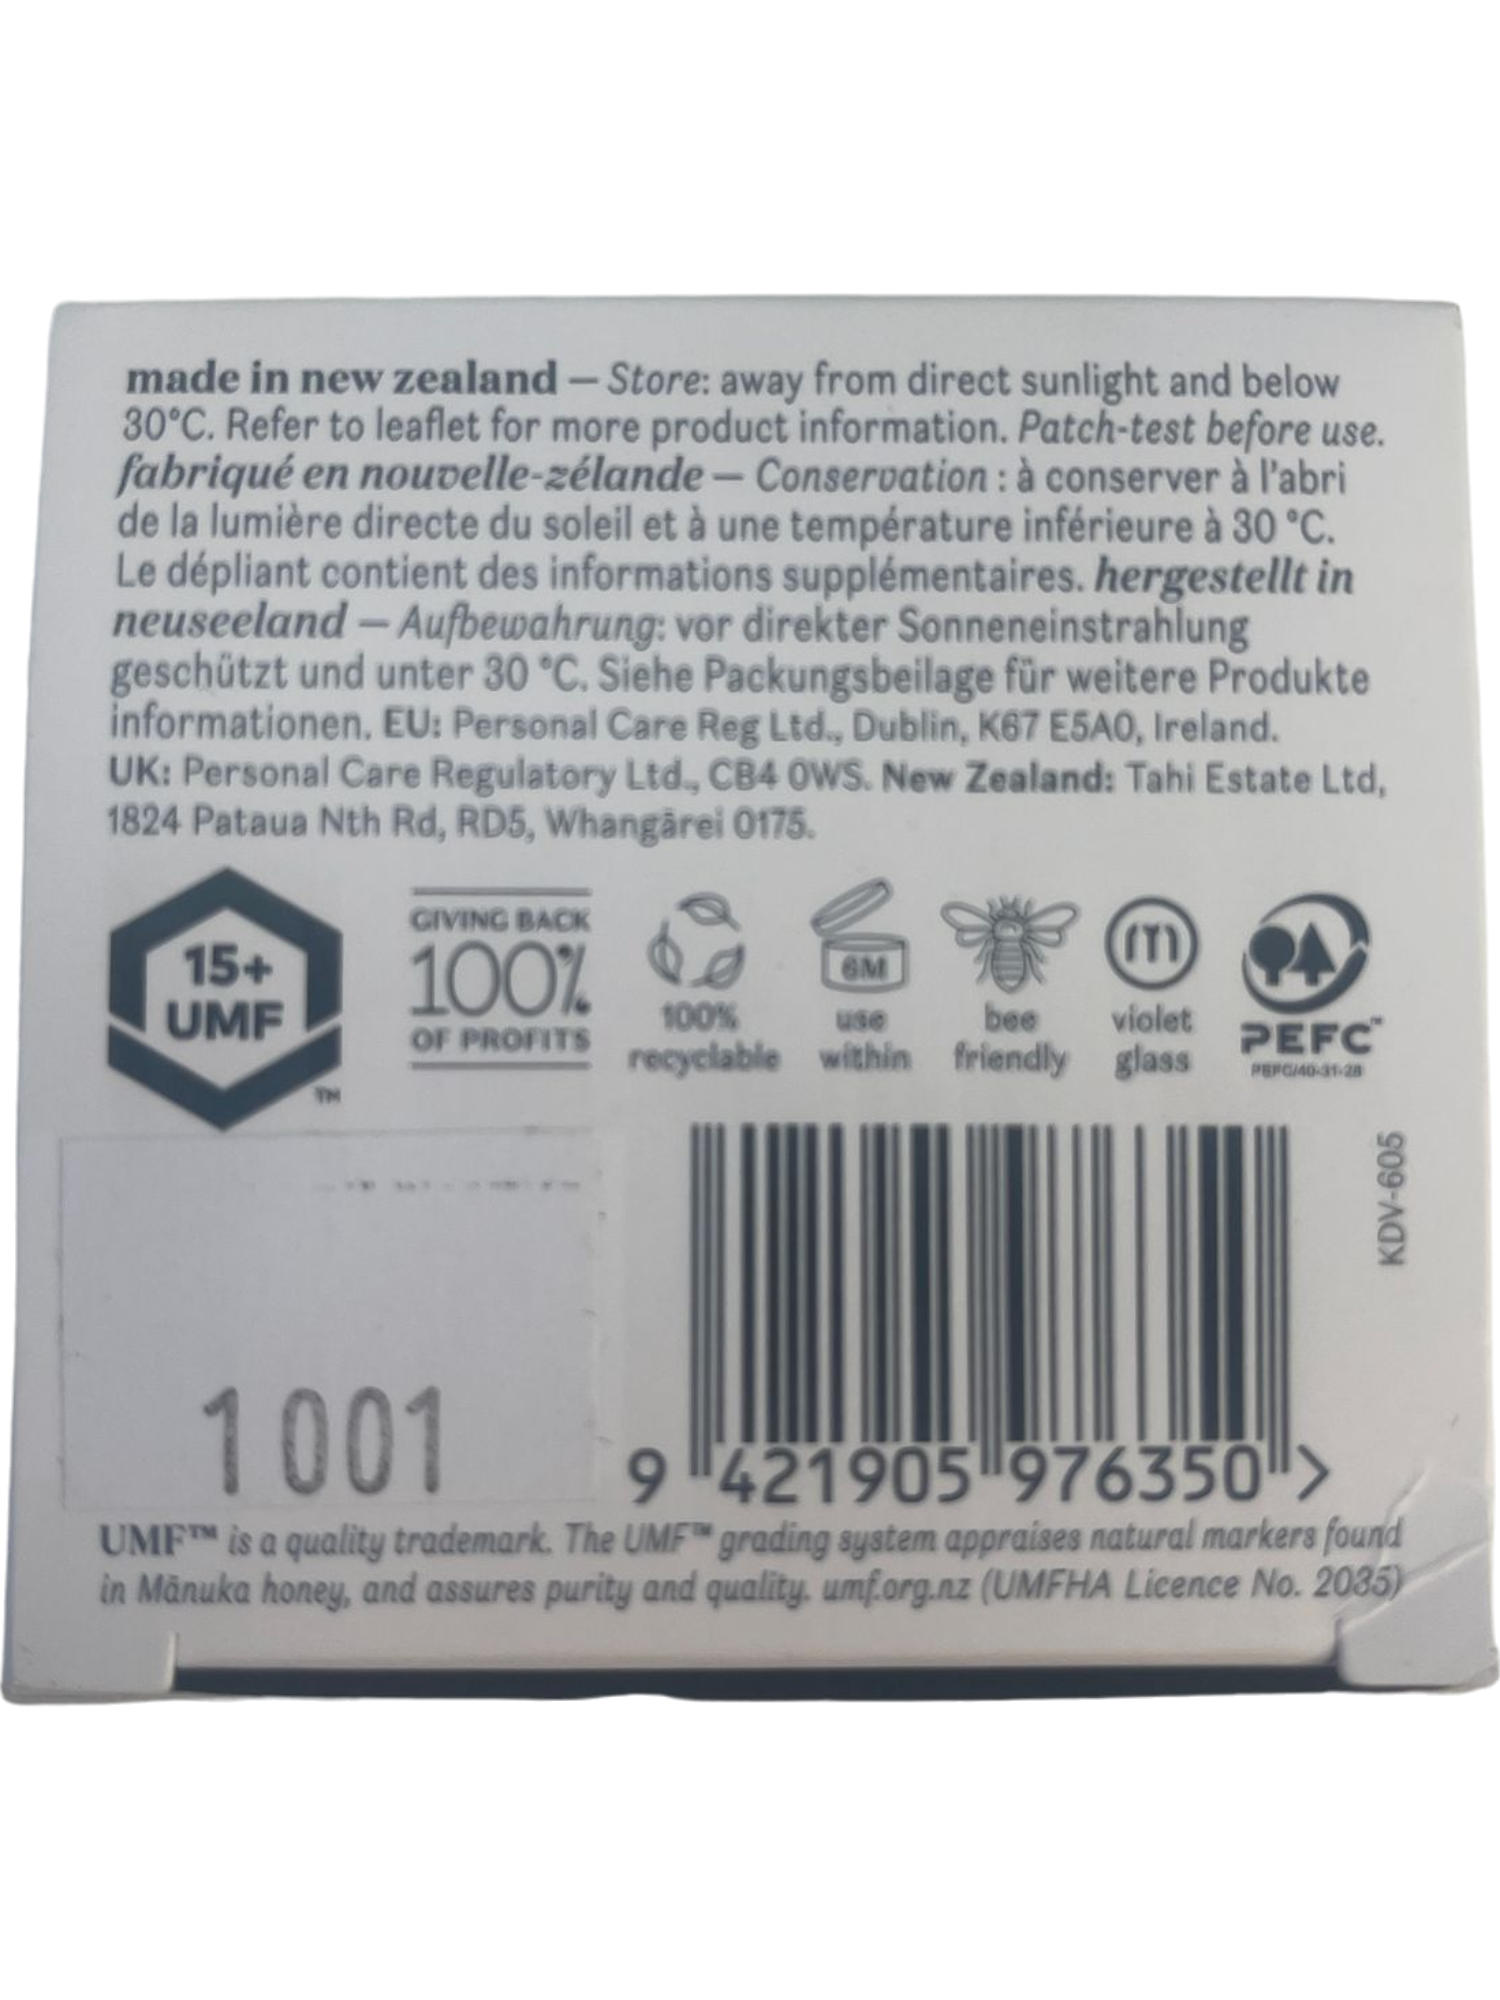 made in new zealand — Store: away from direct sunlight and below
30°C. Refer to leaflet for more product information. Patch-test before use.
fabriqué en nouvelle-zélande — Conservation : à conserver à l'abri
de la lumière directe du soleil et à une température inférieure à 30 °C.
Le dépliant contient des informations supplémentaires. hergestellt in
neuseeland — Aufbewahrung: vor direkter Sonneneinstrahlung
geschützt und unter 30 °C. Siehe Packungsbeilage für weitere Produkte
informationen. EU: Personal Care Reg Ltd., Dublin, K67 E5A0, Ireland.
UK: Personal Care Regulatory Ltd., CB4 0WS. New Zealand: Tahi Estate Ltd,
1824 Pataua Nth Rd, RD5, Whangārei 0175.
15+
UMF
TM
GIVING BACK
100%
OF PROFITS
100%
recyclable
6M
use
within
bee
friendly
m
violet
glass
PEFC™
PEFC/40-31-28
KDV-605
1001
9 421905 976350 >
UMF™ is a quality trademark. The UMF™ grading system appraises natural markers found
in Mānuka honey, and assures purity and quality. umf.org.nz (UMFHA Licence No. 2035)